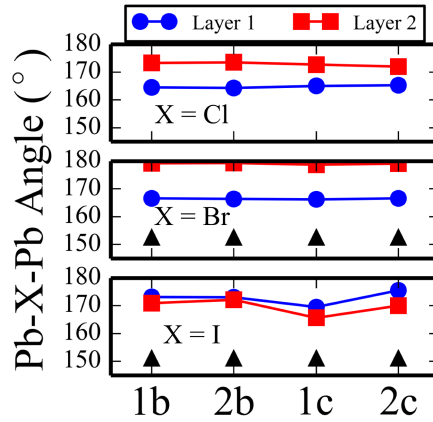 Layer 1 Layer 2
Pb-X-Pb Angle (°)
180
170
160
150
X = Cl
180
170
160
150
X = Br
180
170
160
150
X = I
1b 2b 1c 2c